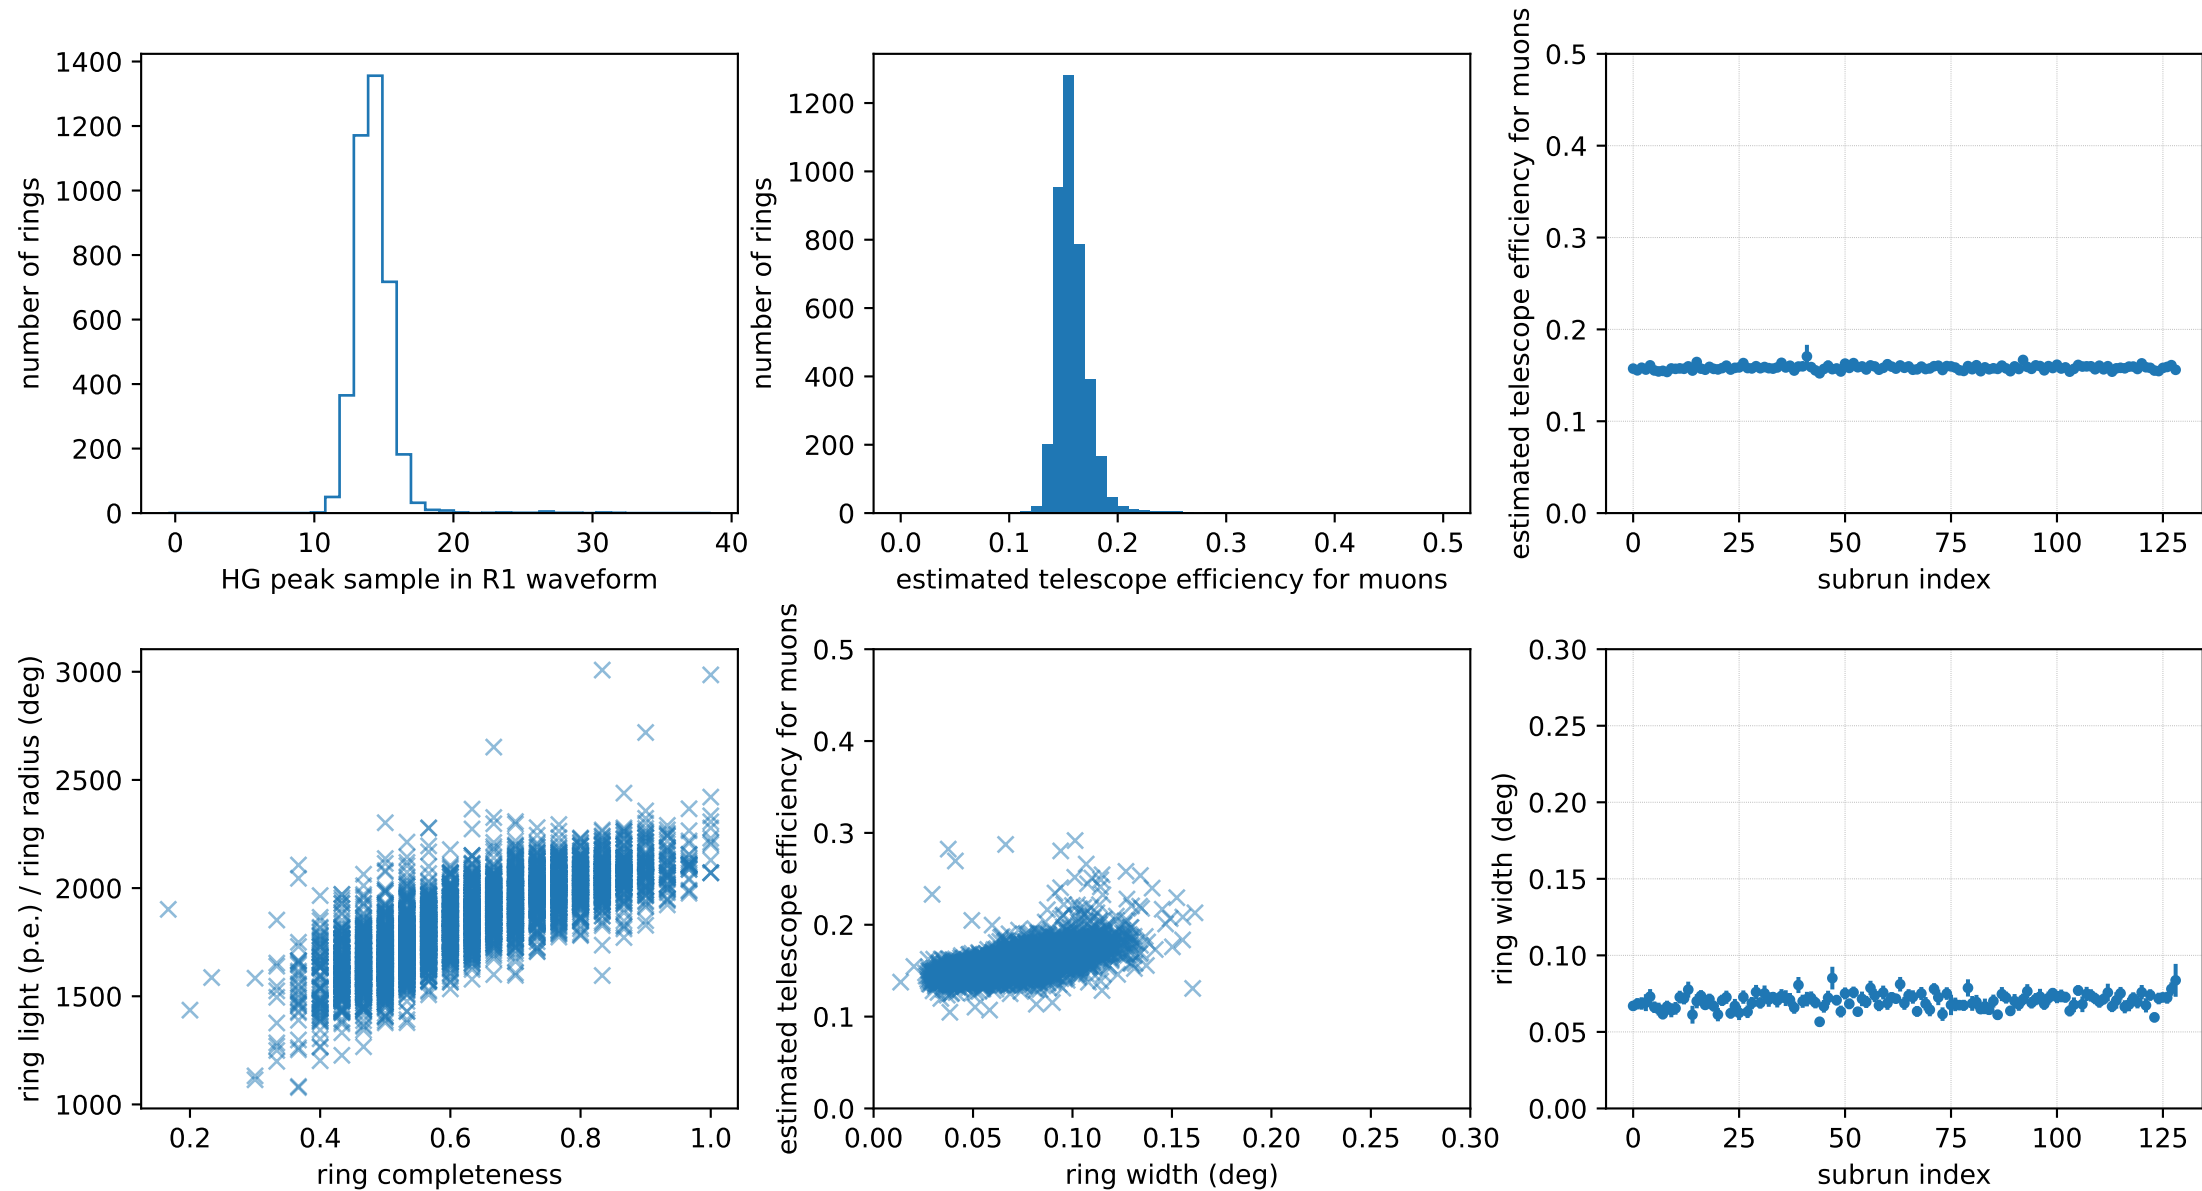 1400
1200
1000
800
600
400
200
0
number of rings
0 10 20 30 40
HG peak sample in R1 waveform
1200
1000
800
600
400
200
0
number of rings
0.0 0.1 0.2 0.3 0.4 0.5
estimated telescope efficiency for muons
0.5
0.4
0.3
0.2
0.1
0.0
estimated telescope efficiency for muons
0 25 50 75 100 125
subrun index
3000
2500
2000
1500
1000
ring light (p.e.) / ring radius (deg)
0.2 0.4 0.6 0.8 1.0
ring completeness
0.5
0.4
0.3
0.2
0.1
0.0
estimated telescope efficiency for muons
0.00 0.05 0.10 0.15 0.20 0.25 0.30
ring width (deg)
0.30
0.25
0.20
0.15
0.10
0.05
0.00
ring width (deg)
0 25 50 75 100 125
subrun index